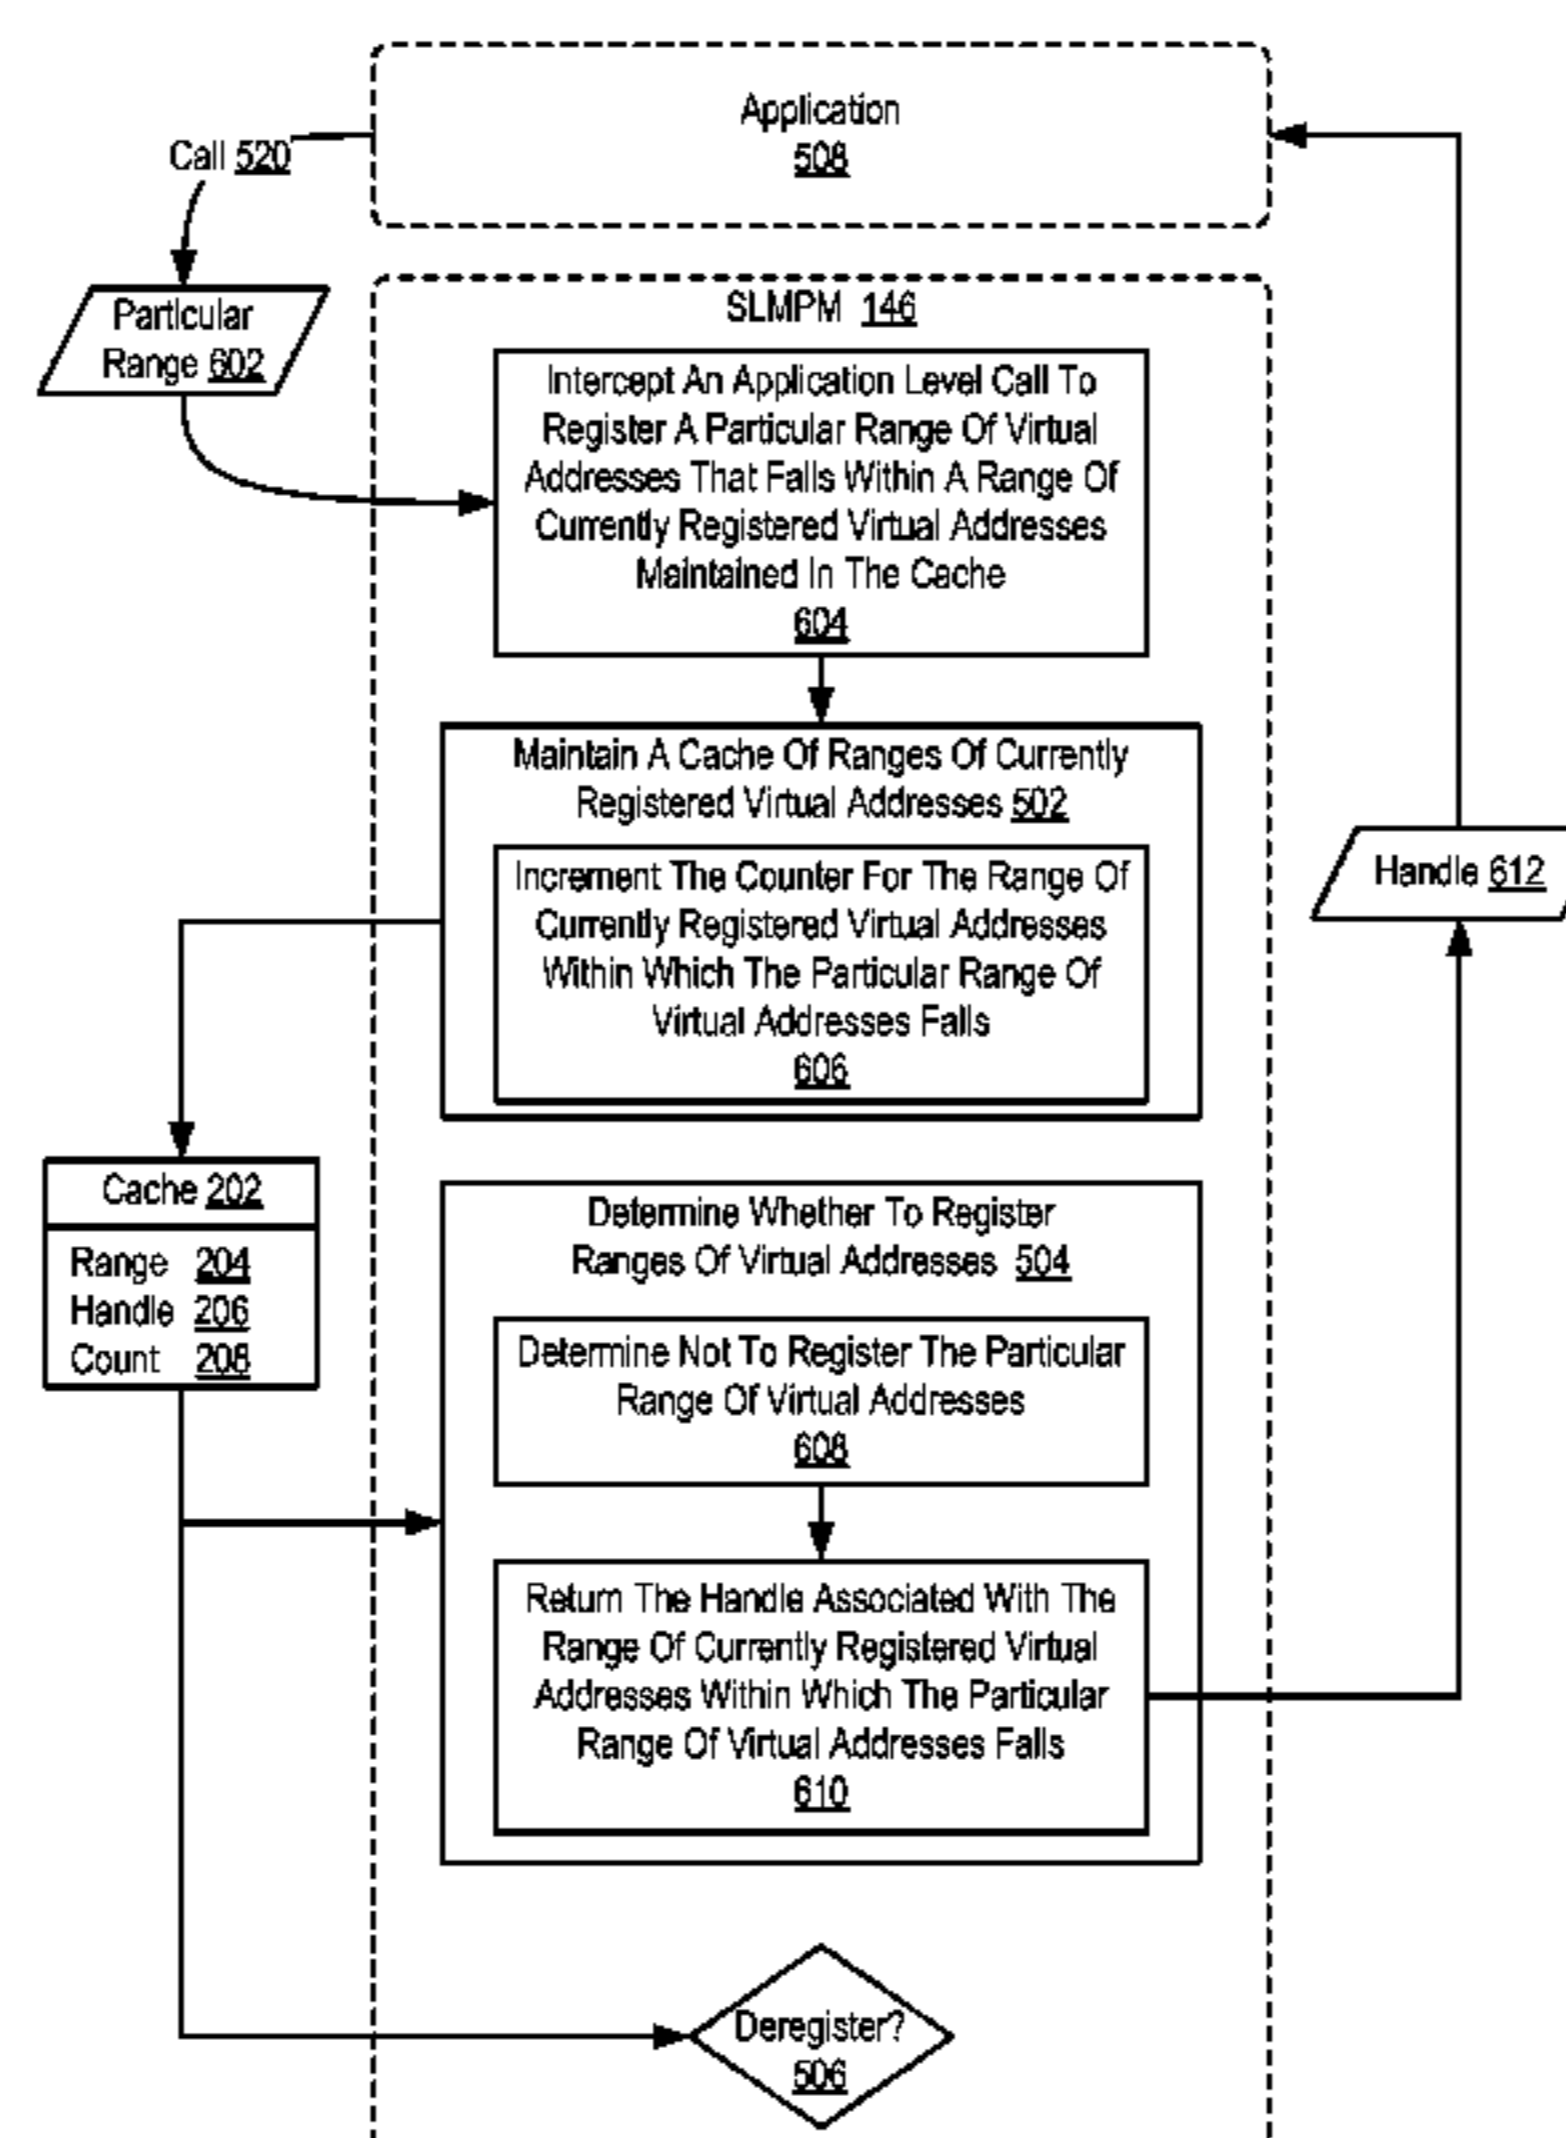 Application
508
Call 520
Particular
Range 602
SLMPM 146
Intercept An Application Level Call To
Register A Particular Range Of Virtual
Addresses That Falls Within A Range Of
Currently Registered Virtual Addresses
Maintained In The Cache
604
Maintain A Cache Of Ranges Of Currently
Registered Virtual Addresses 502
Increment The Counter For The Range Of
Currently Registered Virtual Addresses
Within Which The Particular Range Of
Virtual Addresses Falls
606
Handle 612
Cache 202
Range 204
Handle 206
Count 208
Determine Whether To Register
Ranges Of Virtual Addresses 504
Determine Not To Register The Particular
Range Of Virtual Addresses
608
Return The Handle Associated With The
Range Of Currently Registered Virtual
Addresses Within Which The Particular
Range Of Virtual Addresses Falls
610
Deregister?
506